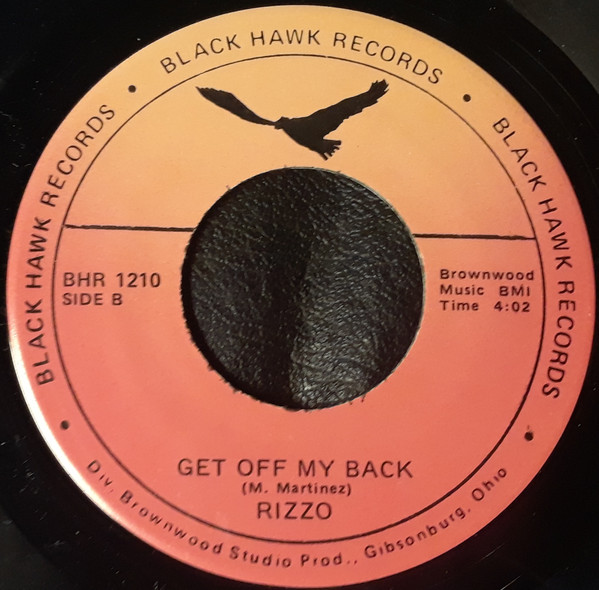 BLACK HAWK RECORDS
BLACK HAWK RECORDS
BLACK HAWK RECORDS
BHR 1210
SIDE B
Brownwood
Music BMI
Time 4:02
GET OFF MY BACK
(M. Martinez)
RIZZO
Div. Brownwood Studio Prod., Gibsonburg, Ohio